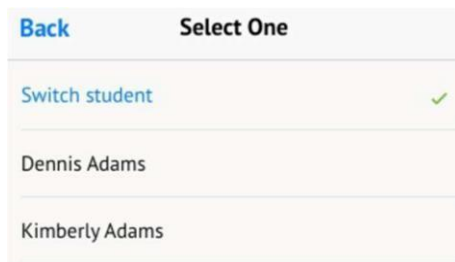 Back Select One
Switch student
Dennis Adams
Kimberly Adams